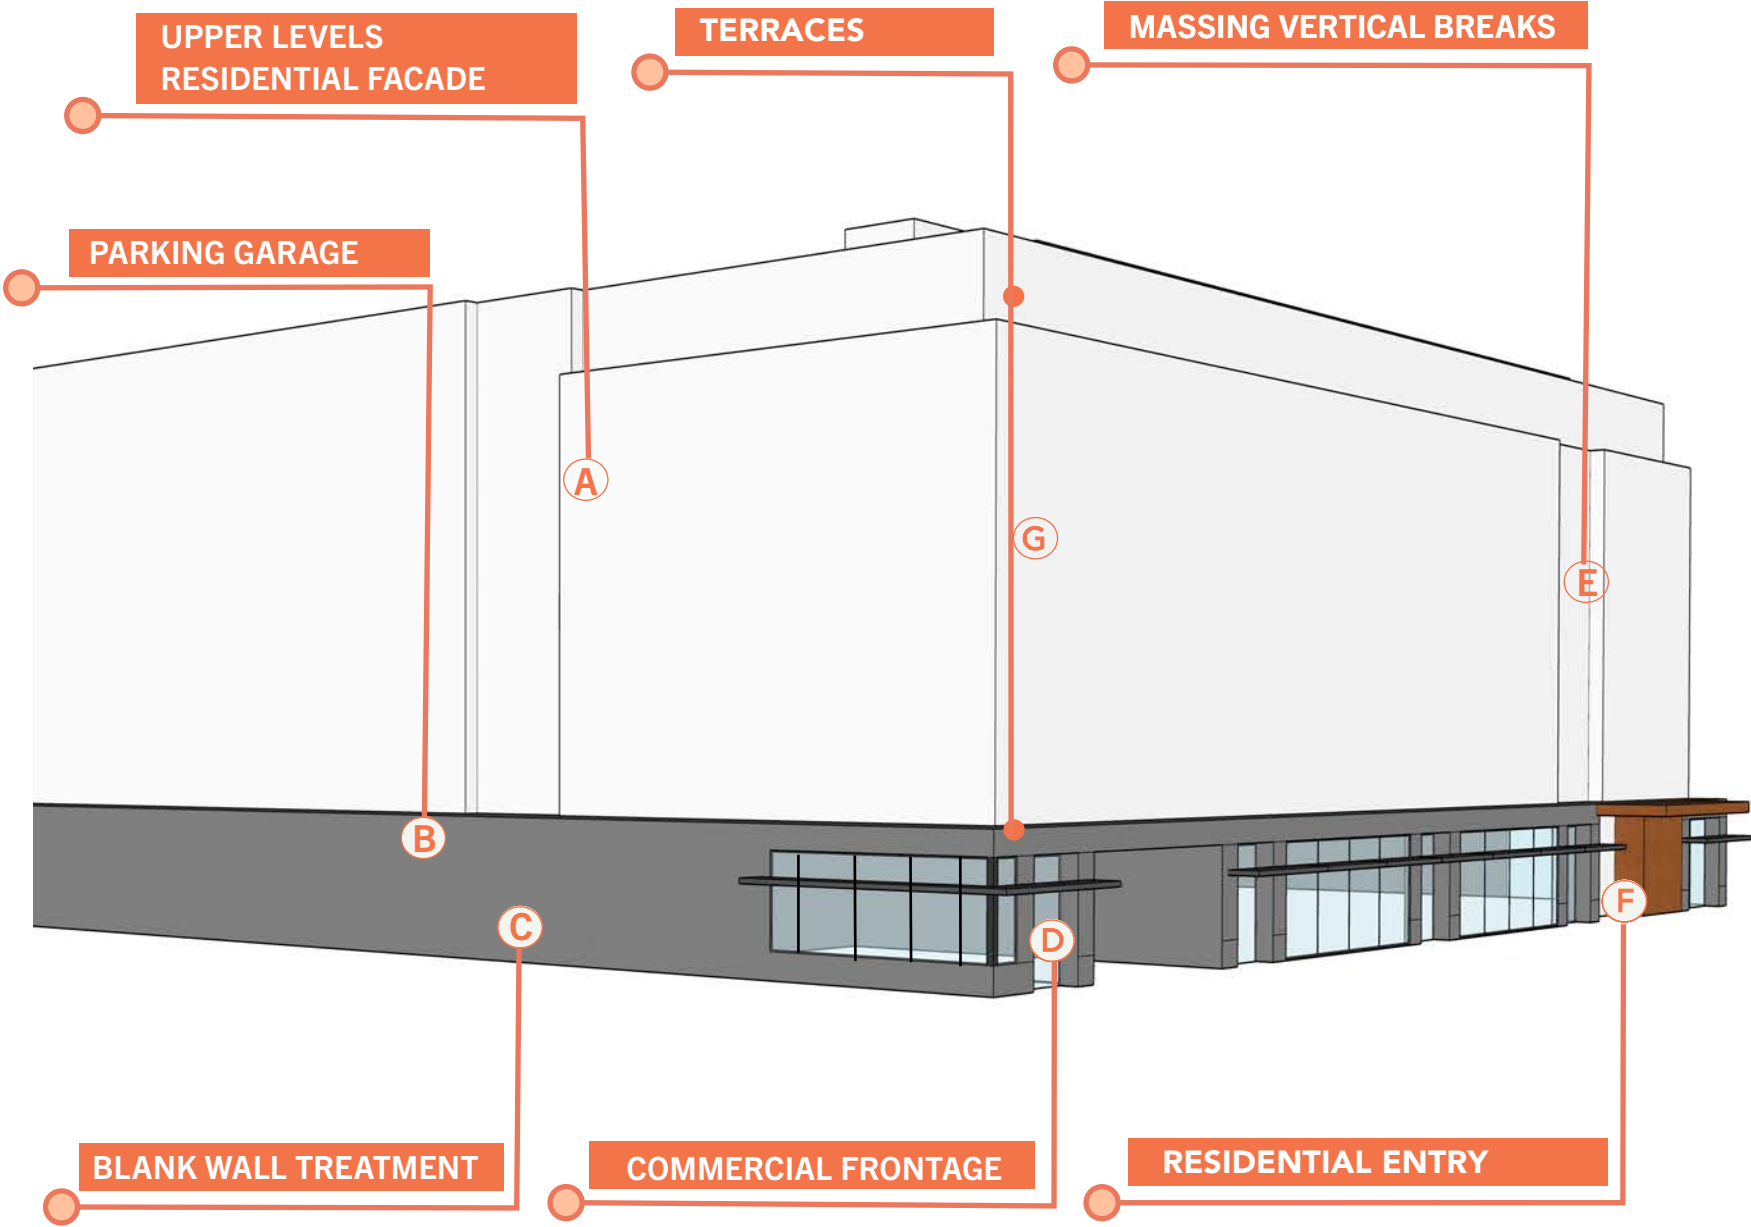 UPPER LEVELS
RESIDENTIAL FACADE
TERRACES
MASSING VERTICAL BREAKS
PARKING GARAGE
A
G
E
B
C
D
F
BLANK WALL TREATMENT
COMMERCIAL FRONTAGE
RESIDENTIAL ENTRY